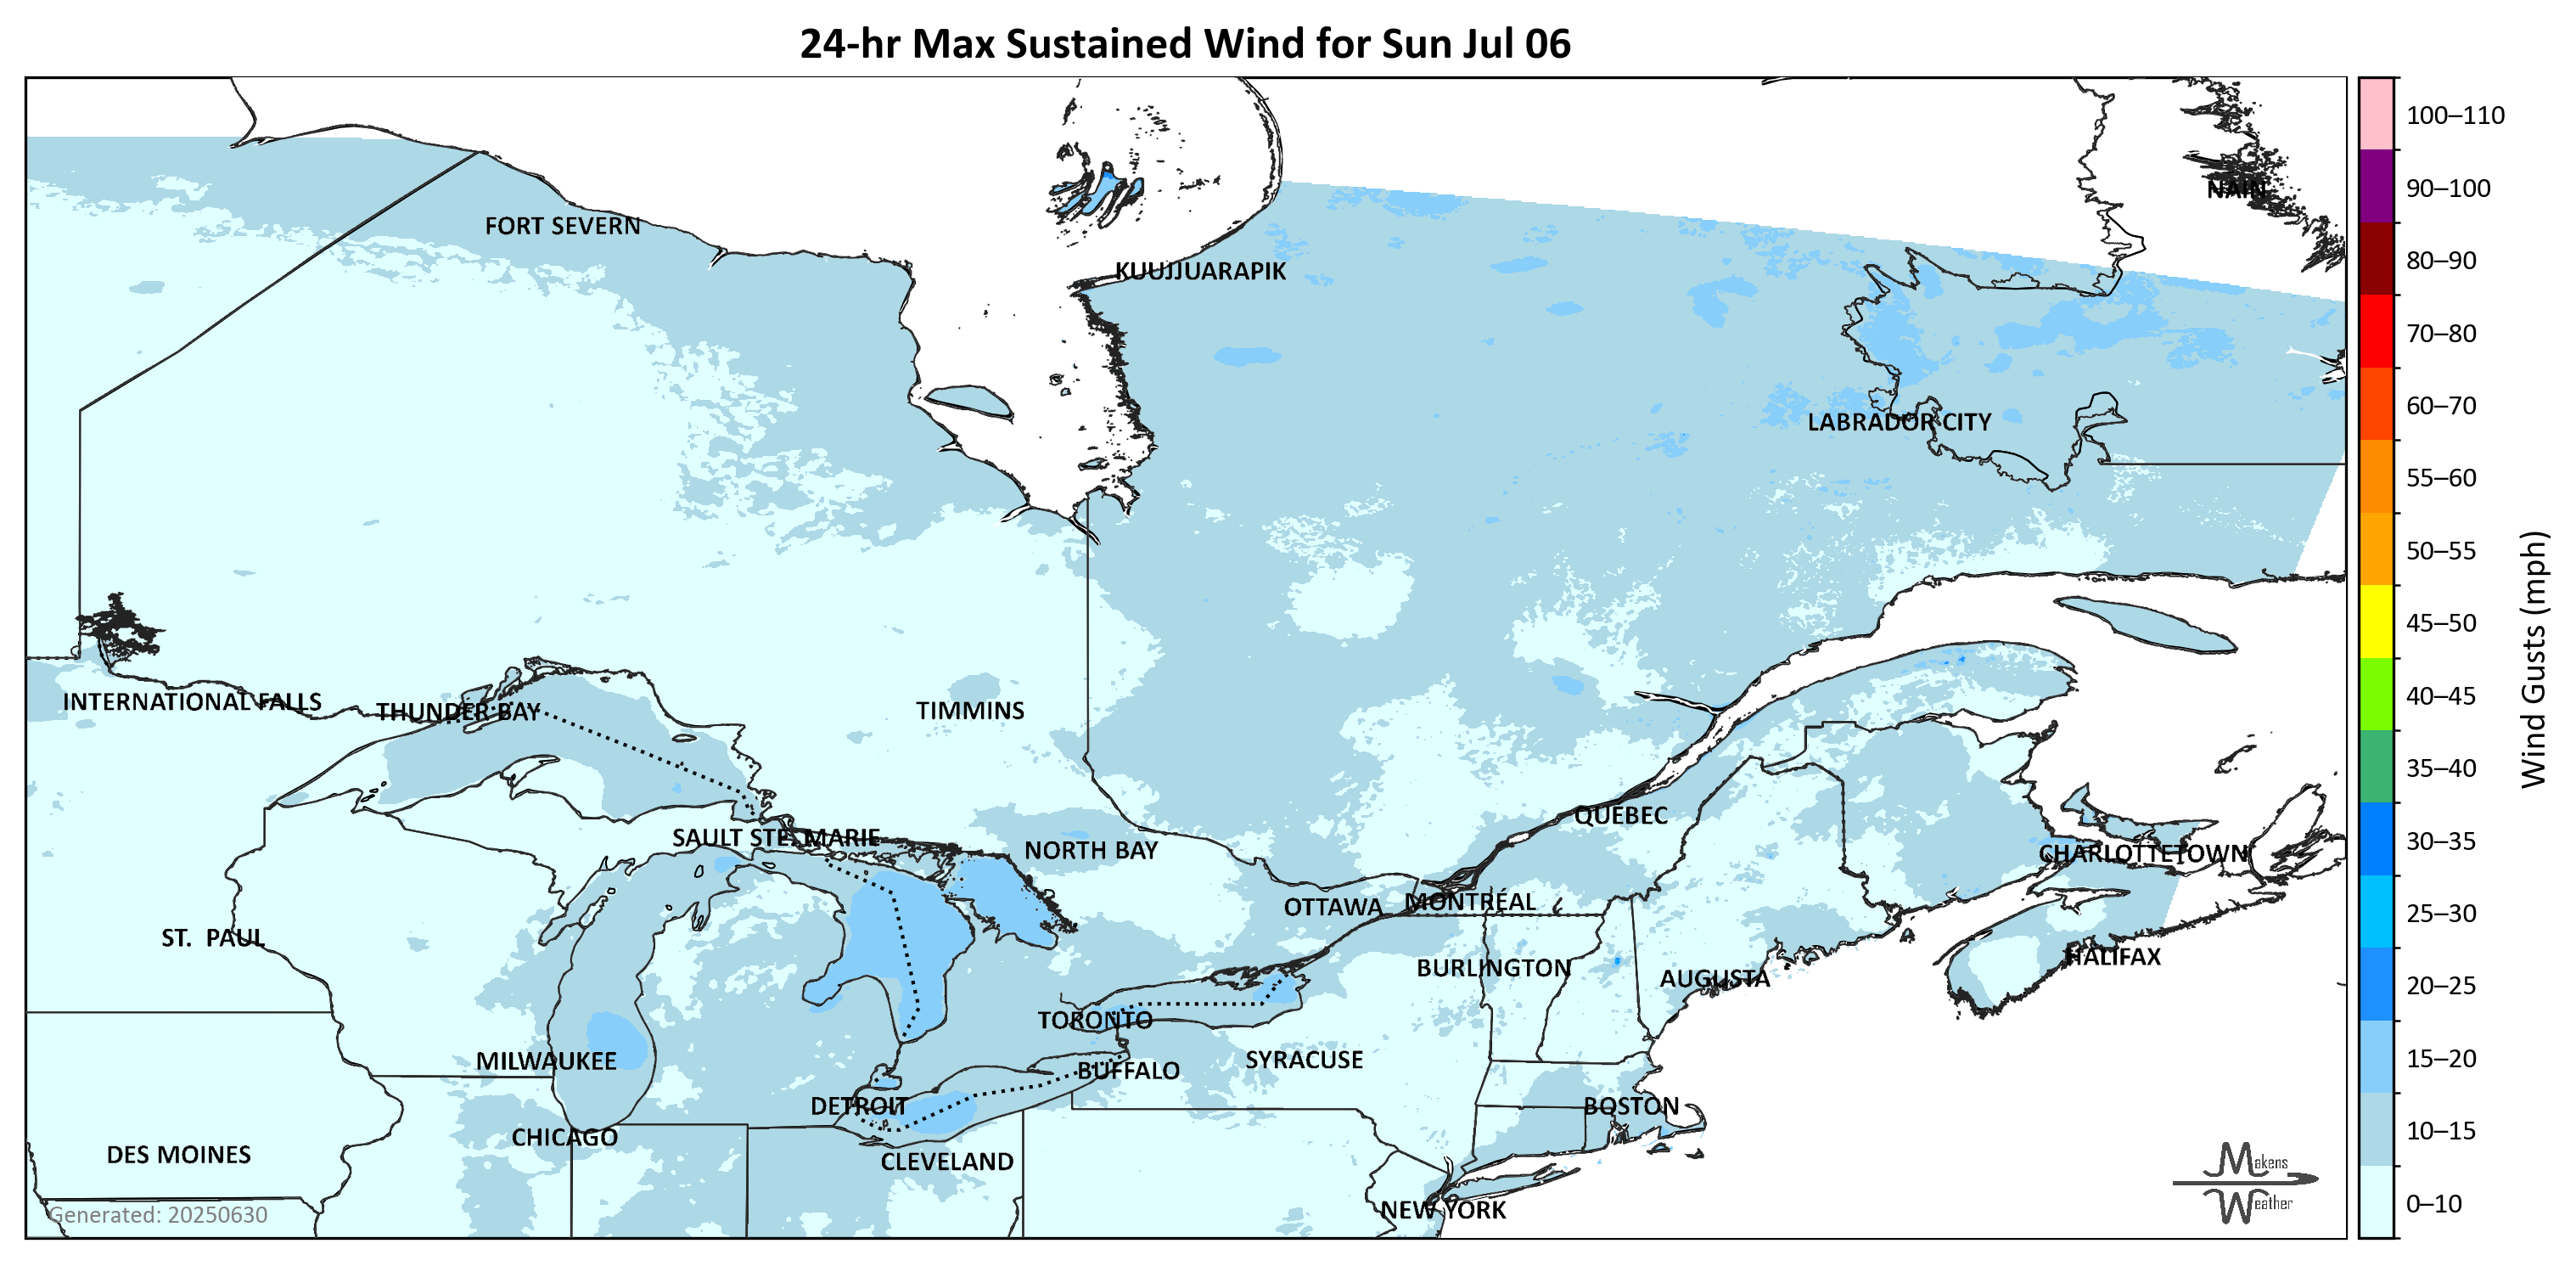 24-hr Max Sustained Wind for Sun Jul 06
NAIN
FORT SEVERN
KUUJJUARAPIK
LABRADOR CITY
INTERNATIONAL FALLS
THUNDER BAY
TIMMINS
QUEBEC
SAULT STE. MARIE
NORTH BAY
CHARLOTTETOWN
OTTAWA
MONTRÉAL
ST. PAUL
HALIFAX
BURLINGTON
AUGUSTA
TORONTO
MILWAUKEE
SYRACUSE
BUFFALO
DETROIT
BOSTON
CHICAGO
DES MOINES
CLEVELAND
NEW YORK
Generated: 20250630
Makens
Weather
100–110
90–100
80–90
70–80
60–70
55–60
50–55
45–50
40–45
35–40
30–35
25–30
20–25
15–20
10–15
0–10
Wind Gusts (mph)